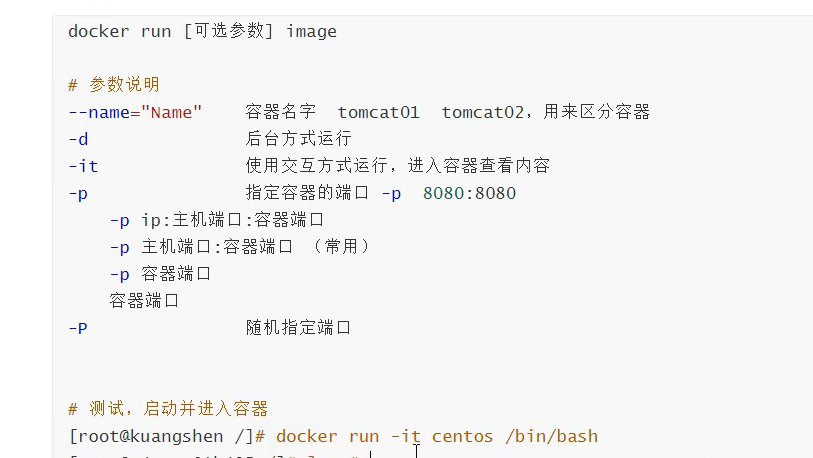 docker run [可选参数] image
# 参数说明
--name="Name" 容器名字 tomcat01 tomcat02，用来区分容器
-d 后台方式运行
-it 使用交互方式运行，进入容器查看内容
-p 指定容器的端口 -p 8080:8080
-p ip:主机端口:容器端口
-p 主机端口:容器端口 （常用）
-p 容器端口
容器端口
-P 随机指定端口
# 测试，启动并进入容器
[root@kuangshen /]# docker run -it centos /bin/bash